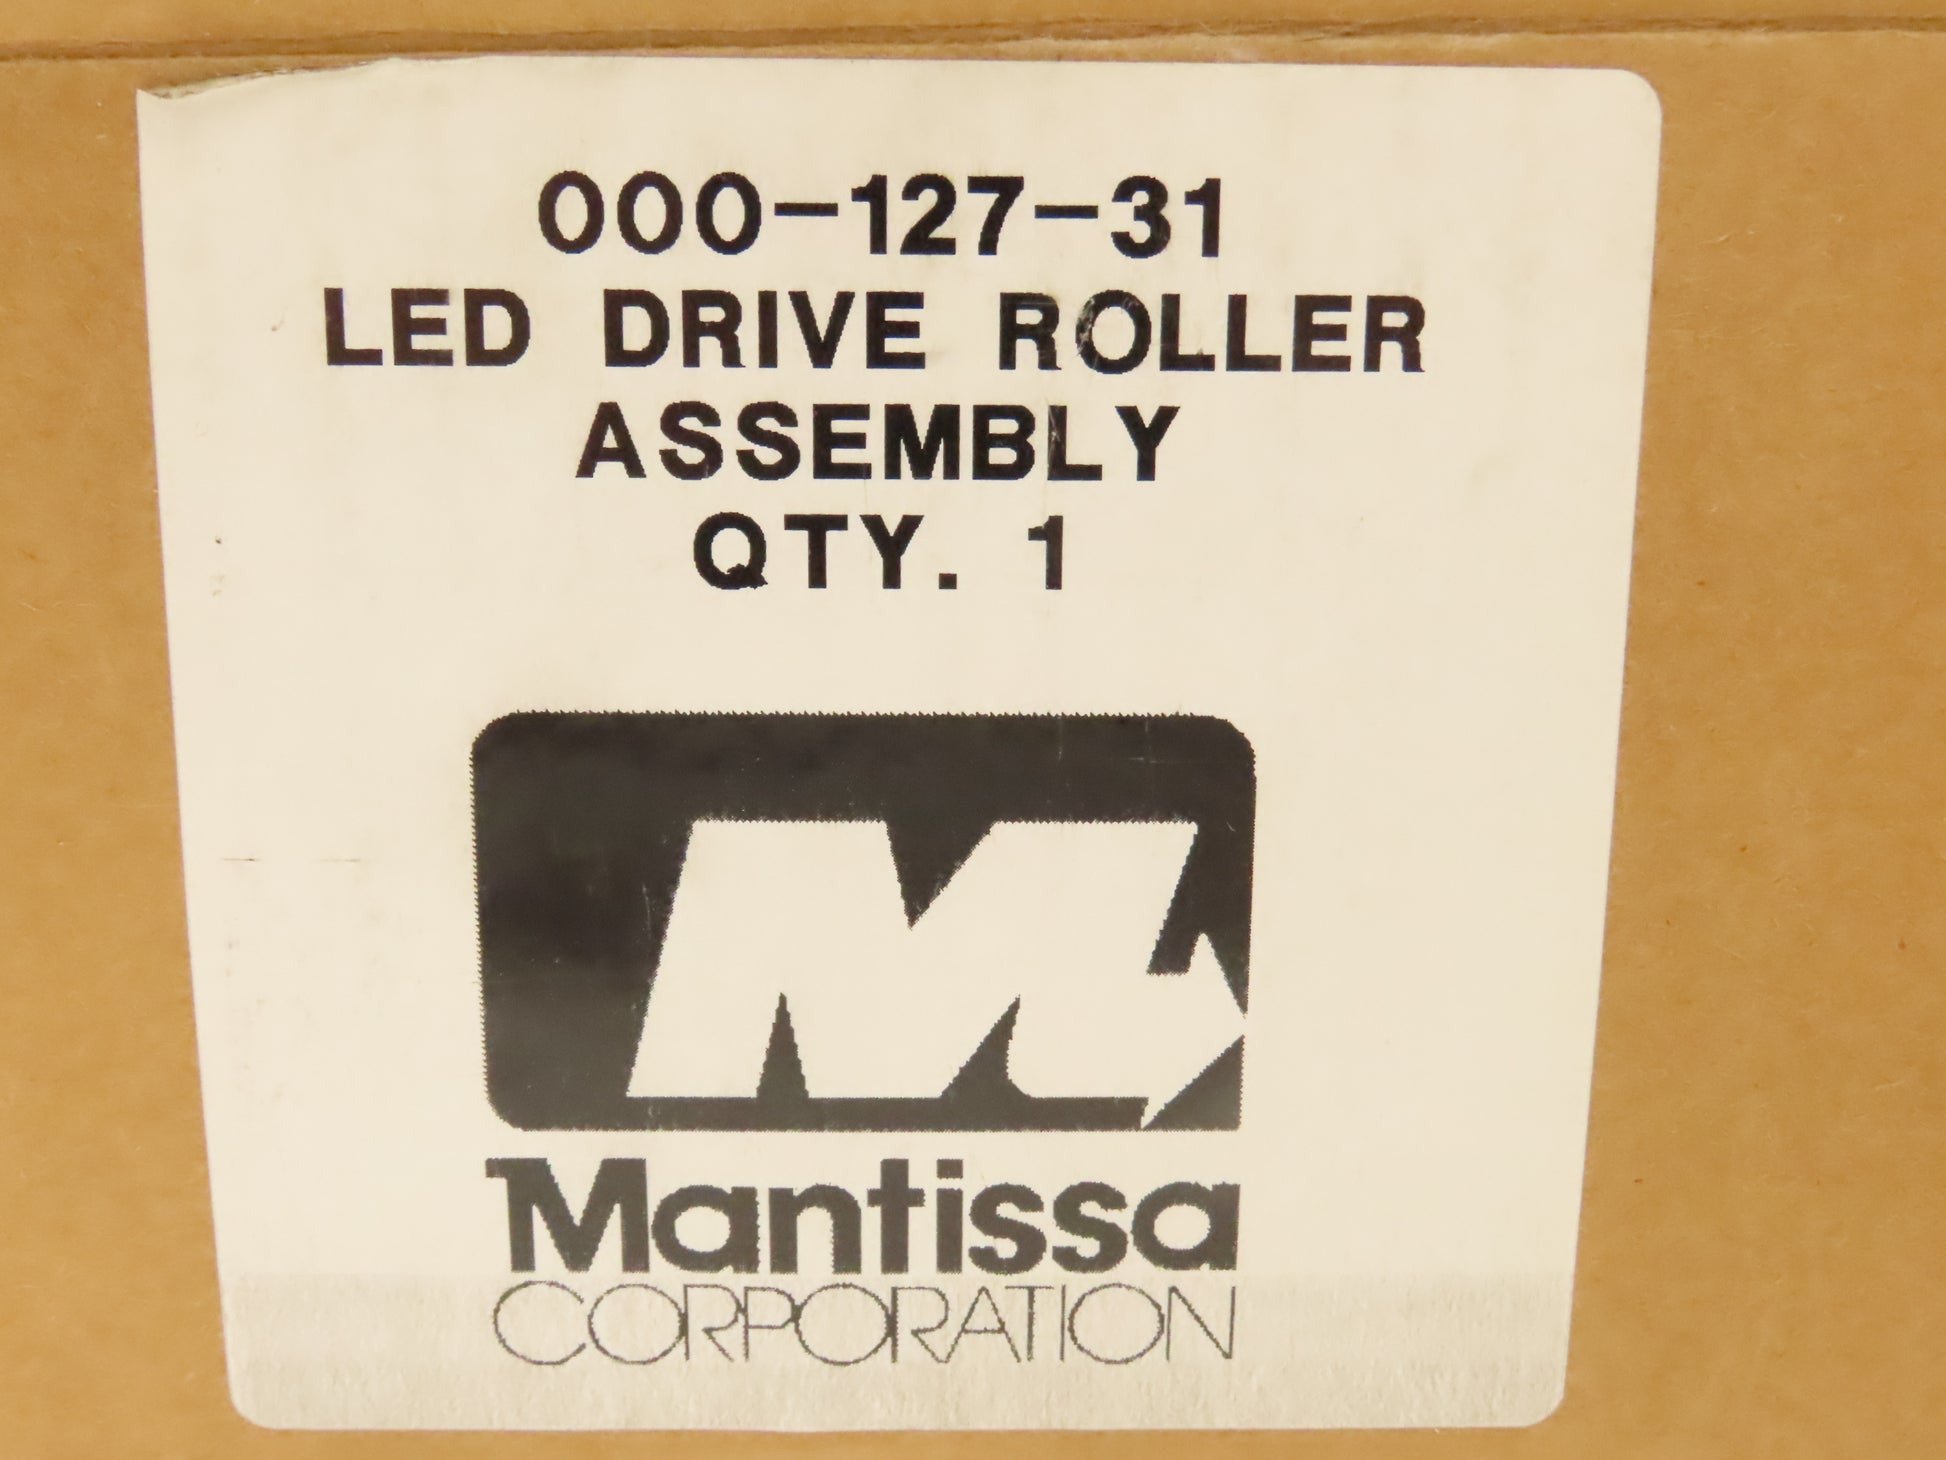 000-127-31
LED DRIVE ROLLER
ASSEMBLY
QTY. 1
Mantissa
CORPORATION